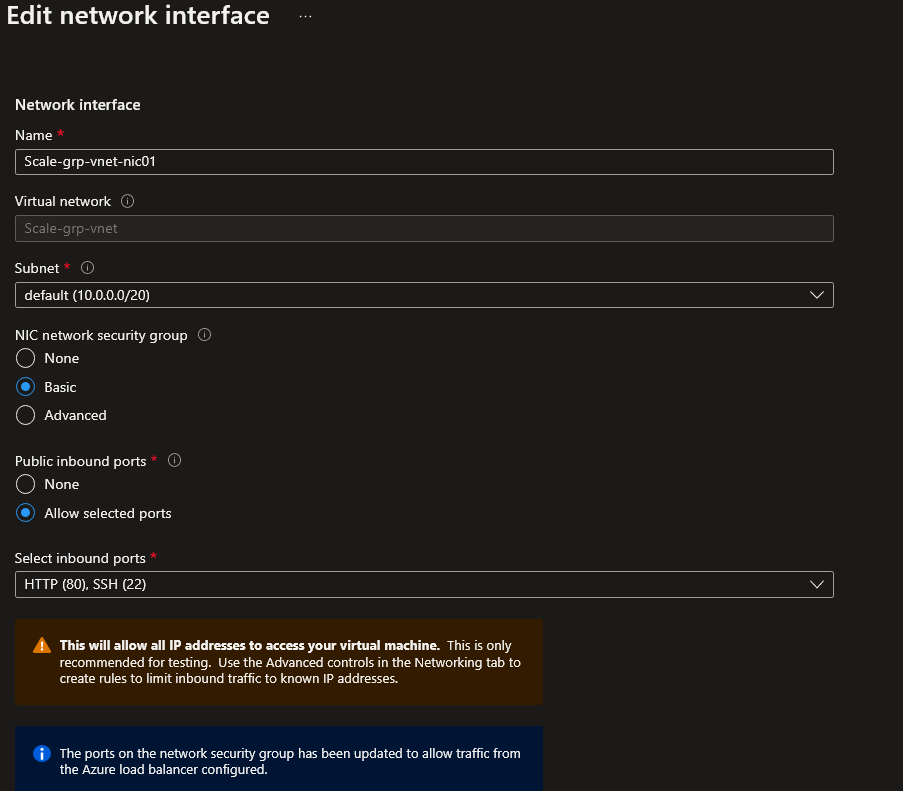 Edit network interface ...
Network interface
Name *
Scale-grp-vnet-nic01
Virtual network
Scale-grp-vnet
Subnet *
default (10.0.0.0/20)
NIC network security group
None
Basic
Advanced
Public inbound ports *
None
Allow selected ports
Select inbound ports *
HTTP (80), SSH (22)
This will allow all IP addresses to access your virtual machine. This is only
recommended for testing. Use the Advanced controls in the Networking tab to
create rules to limit inbound traffic to known IP addresses.
The ports on the network security group has been updated to allow traffic from
the Azure load balancer configured.